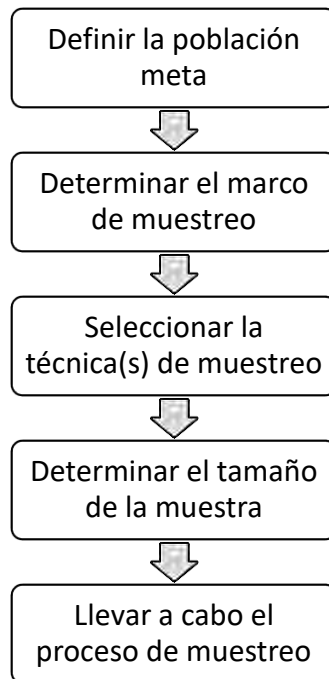 Definir la población
meta
Determinar el marco
de muestreo
Seleccionar la
técnica(s) de muestreo
Determinar el tamaño
de la muestra
Llevar a cabo el
proceso de muestreo